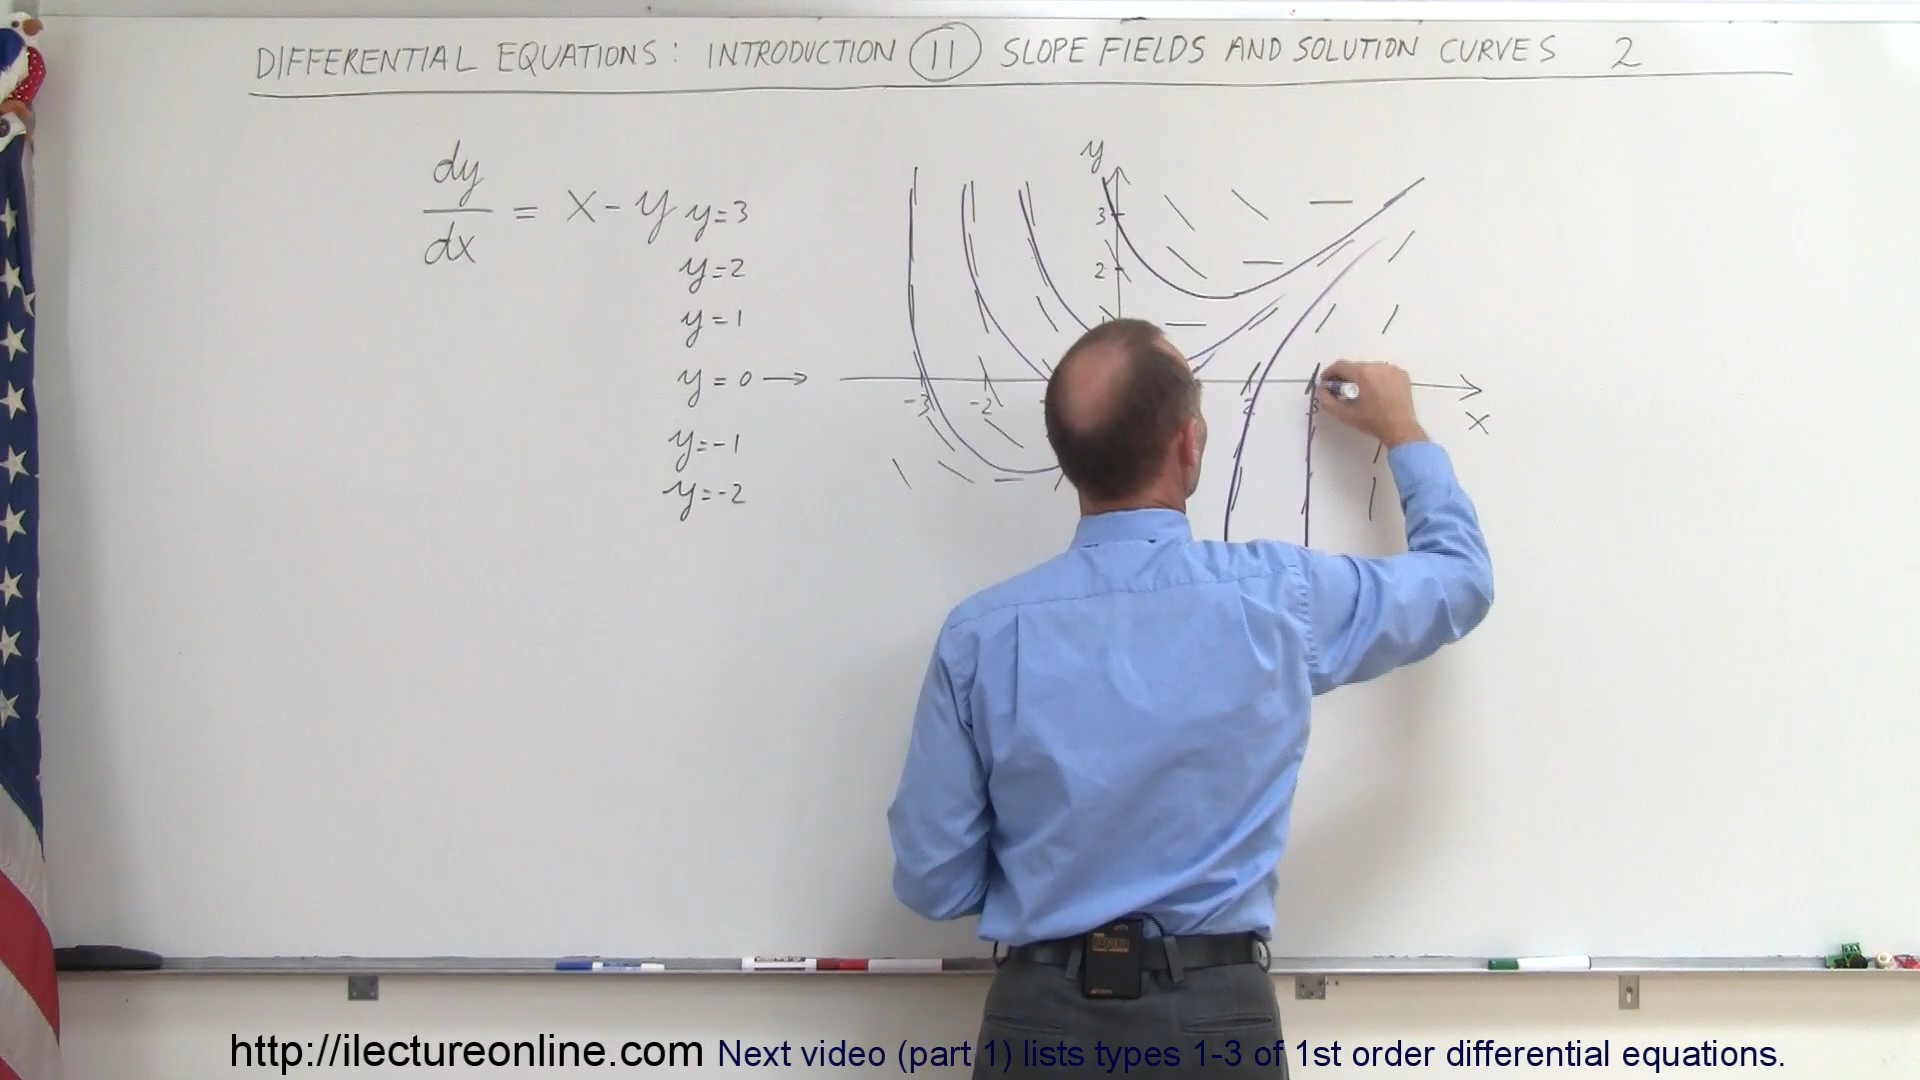 DIFFERENTIAL EQUATIONS: INTRODUCTION 11 SLOPE FIELDS AND SOLUTION CURVES 2
dy
dx
= x - y
y=3
y=2
y=1
y=0 →
y=-1
y=-2
y
3
2
-3 -2 2 3
x
http://ilectureonline.com Next video (part 1) lists types 1-3 of 1st order differential equations.